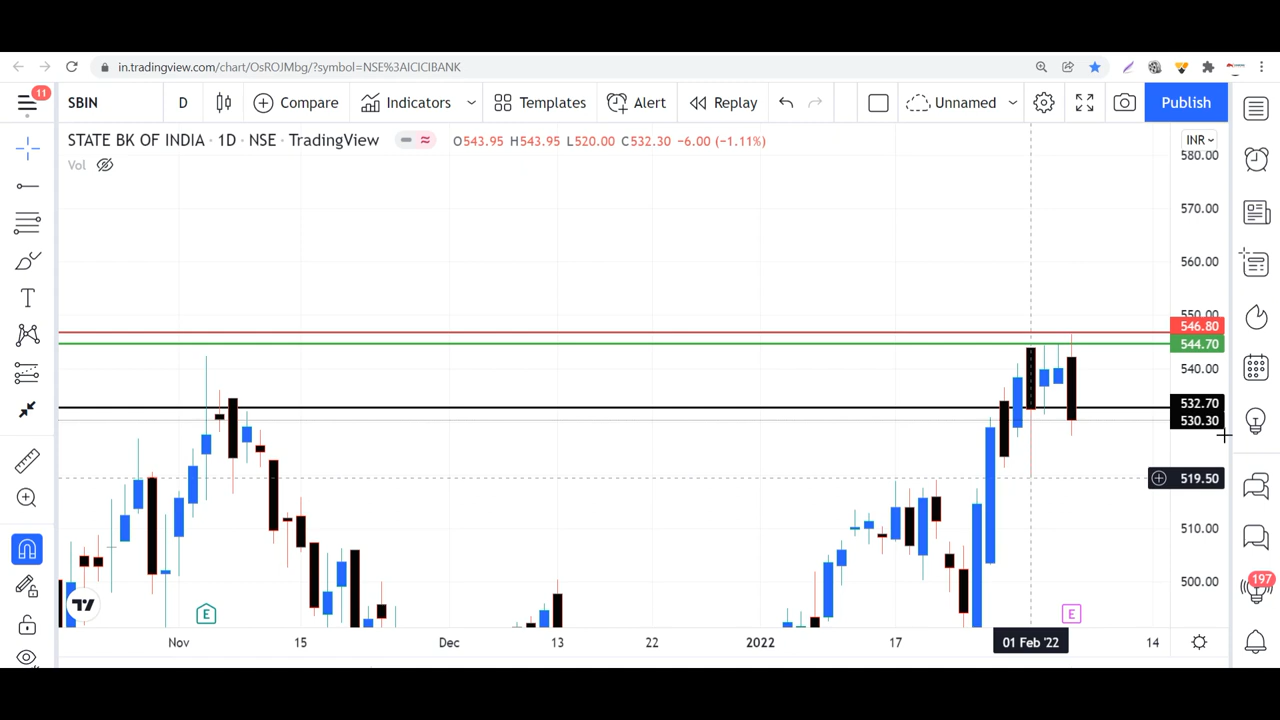 in.tradingview.com/chart/OsROJMbg/?symbol=NSE%3AICICIBANK
11
SBIN D Compare Indicators Templates Alert Replay Unnamed Publish
STATE BK OF INDIA · 1D · NSE · TradingView O543.95 H543.95 L520.00 C532.30 −6.00 (−1.11%) INR
Vol
580.00
570.00
560.00
550.00
546.80
544.70
540.00
532.70
530.30
519.50
510.00
500.00
197
E E
Nov 15 Dec 13 22 2022 17 01 Feb '22 14